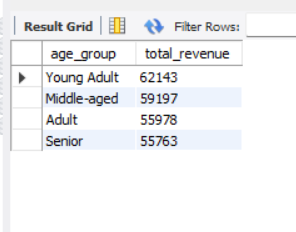 Result Grid Filter Rows:
age_group total_revenue
Young Adult 62143
Middle-aged 59197
Adult 55978
Senior 55763